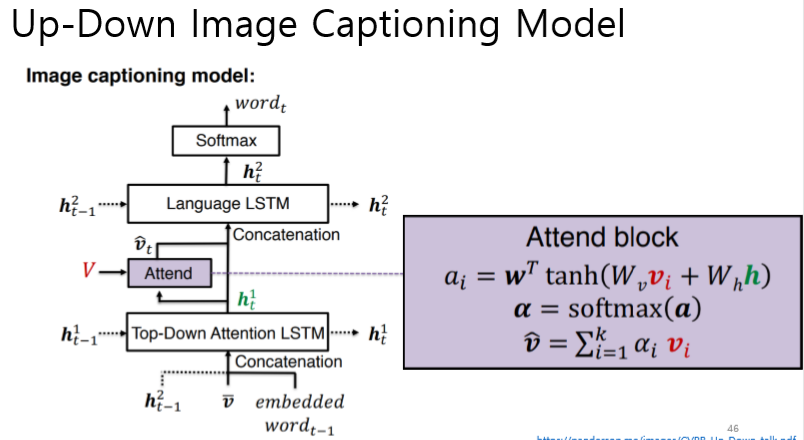 Up-Down Image Captioning Model
Image captioning model:
word_t
Softmax
h_t^2
h_{t-1}^2 Language LSTM h_t^2
v̂_t Concatenation
V Attend
h_t^1
h_{t-1}^1 Top-Down Attention LSTM h_t^1
Concatenation
h_{t-1}^2 v̄ embedded
word_{t-1}
Attend block
a_i = w^T tanh(W_v v_i + W_h h)
α = softmax(a)
v̂ = Σ_{i=1}^k α_i v_i
46